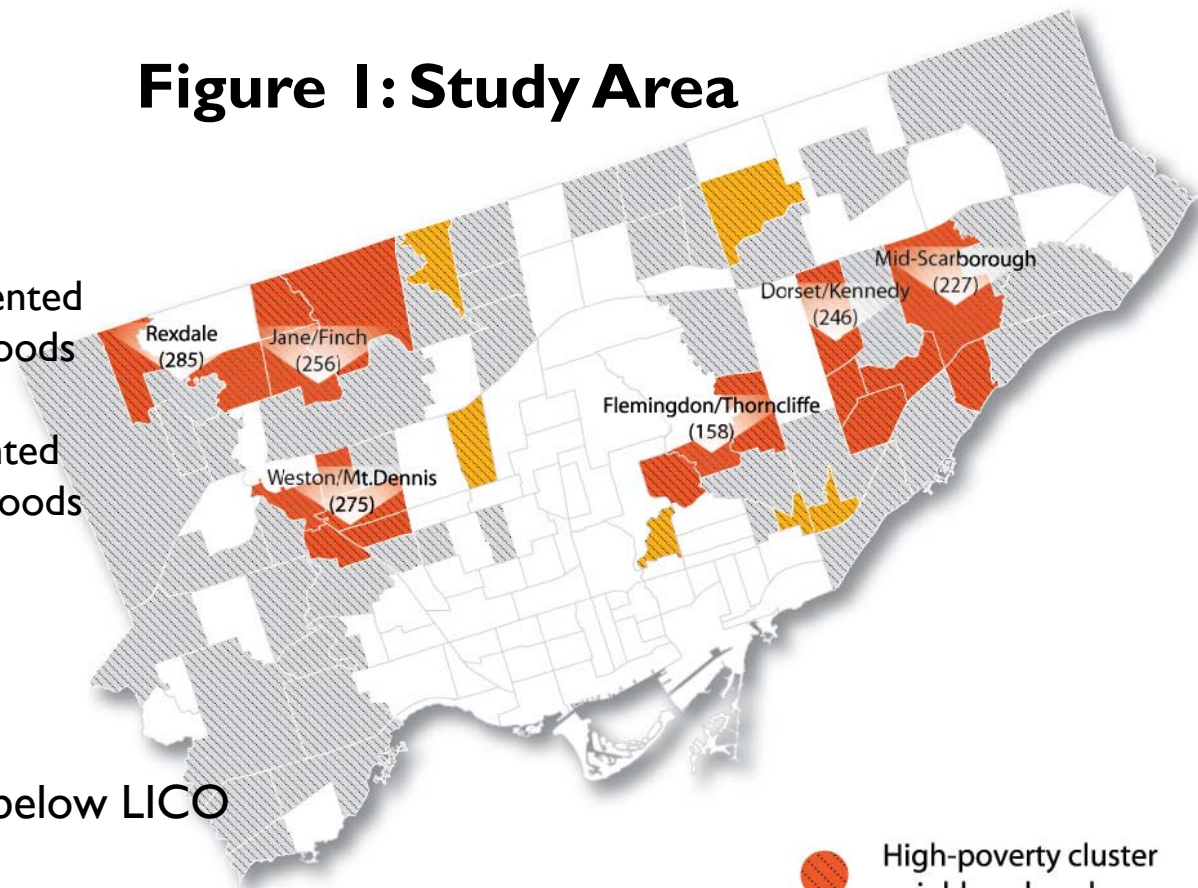 Figure 1: Study Area
Mid-Scarborough
(227)
Dorset/Kennedy
(246)
ented
Rexdale
(285)
Jane/Finch
(256)
oods
Flemingdon/Thorncliffe
(158)
ted
Weston/Mt.Dennis
(275)
oods
below LICO
High-poverty cluster